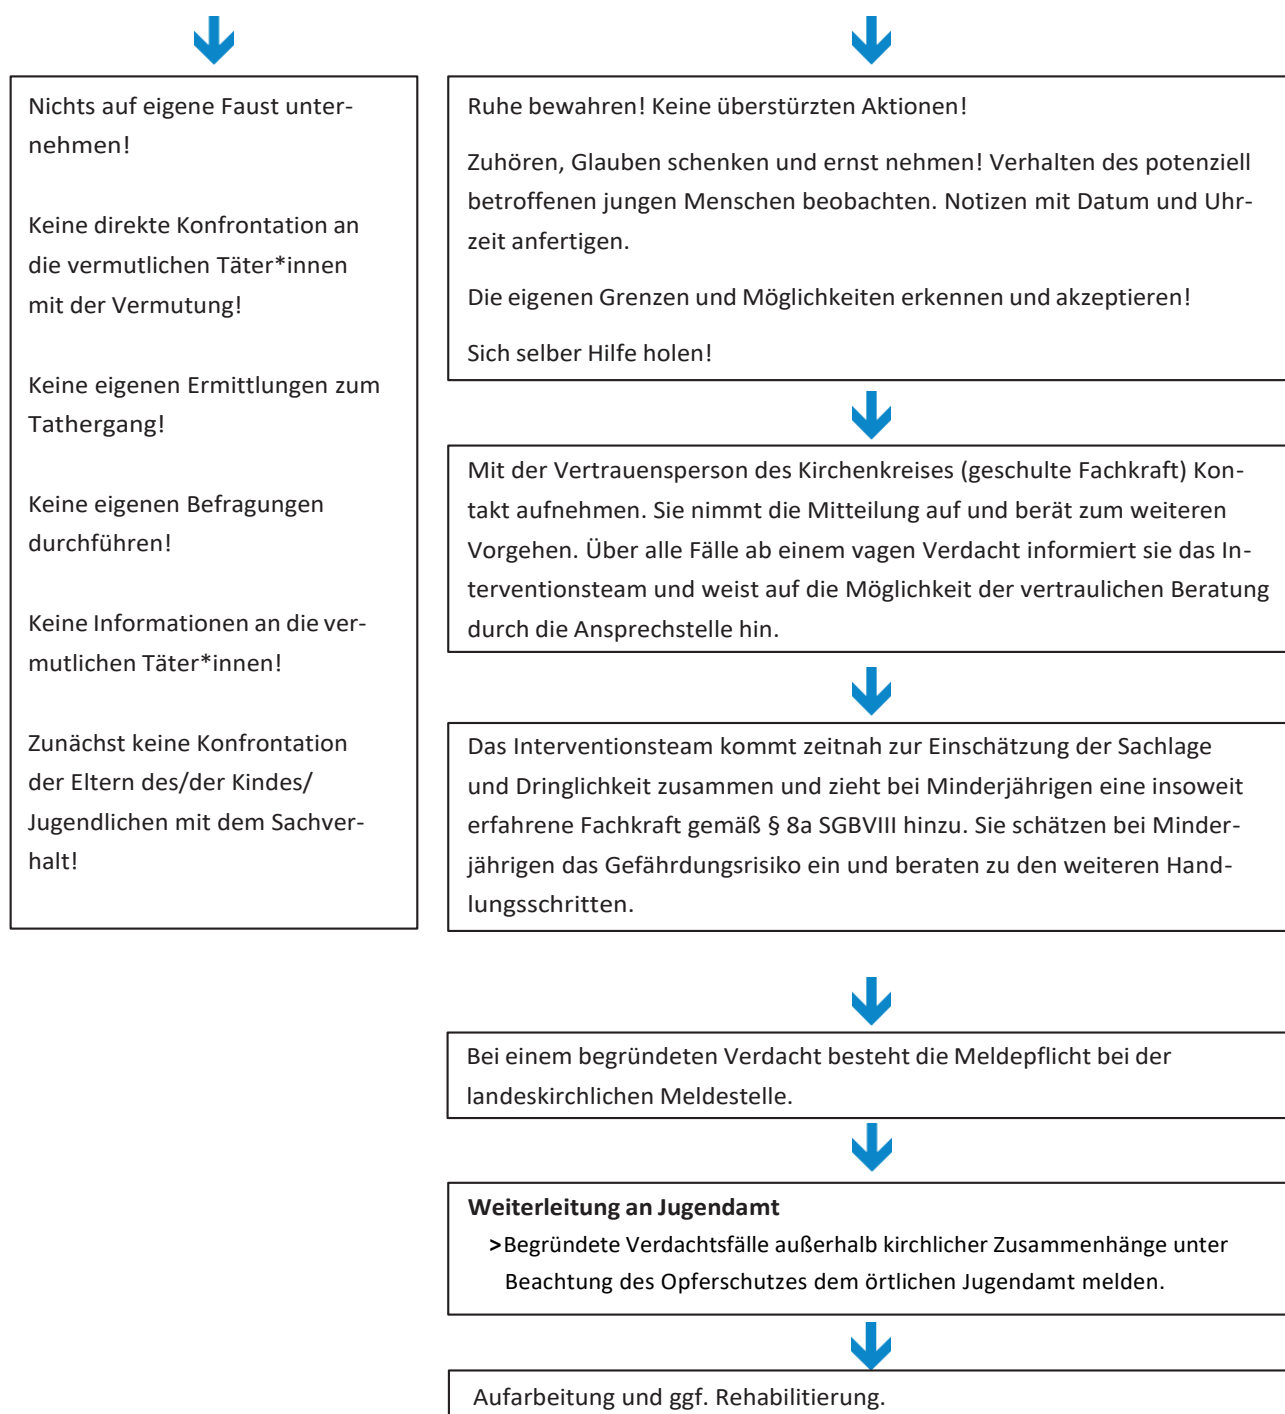 Nichts auf eigene Faust unter-
nehmen!
Keine direkte Konfrontation an
die vermutlichen Täter*innen
mit der Vermutung!
Keine eigenen Ermittlungen zum
Tathergang!
Keine eigenen Befragungen
durchführen!
Keine Informationen an die ver-
mutlichen Täter*innen!
Zunächst keine Konfrontation
der Eltern des/der Kindes/
Jugendlichen mit dem Sachver-
halt!
Ruhe bewahren! Keine überstürzten Aktionen!
Zuhören, Glauben schenken und ernst nehmen! Verhalten des potenziell
betroffenen jungen Menschen beobachten. Notizen mit Datum und Uhr-
zeit anfertigen.
Die eigenen Grenzen und Möglichkeiten erkennen und akzeptieren!
Sich selber Hilfe holen!
Mit der Vertrauensperson des Kirchenkreises (geschulte Fachkraft) Kon-
takt aufnehmen. Sie nimmt die Mitteilung auf und berät zum weiteren
Vorgehen. Über alle Fälle ab einem vagen Verdacht informiert sie das In-
terventionsteam und weist auf die Möglichkeit der vertraulichen Beratung
durch die Ansprechstelle hin.
Das Interventionsteam kommt zeitnah zur Einschätzung der Sachlage
und Dringlichkeit zusammen und zieht bei Minderjährigen eine insoweit
erfahrene Fachkraft gemäß § 8a SGBVIII hinzu. Sie schätzen bei Minder-
jährigen das Gefährdungsrisiko ein und beraten zu den weiteren Hand-
lungsschritten.
Bei einem begründeten Verdacht besteht die Meldepflicht bei der
landeskirchlichen Meldestelle.
Weiterleitung an Jugendamt
>Begründete Verdachtsfälle außerhalb kirchlicher Zusammenhänge unter
Beachtung des Opferschutzes dem örtlichen Jugendamt melden.
Aufarbeitung und ggf. Rehabilitierung.